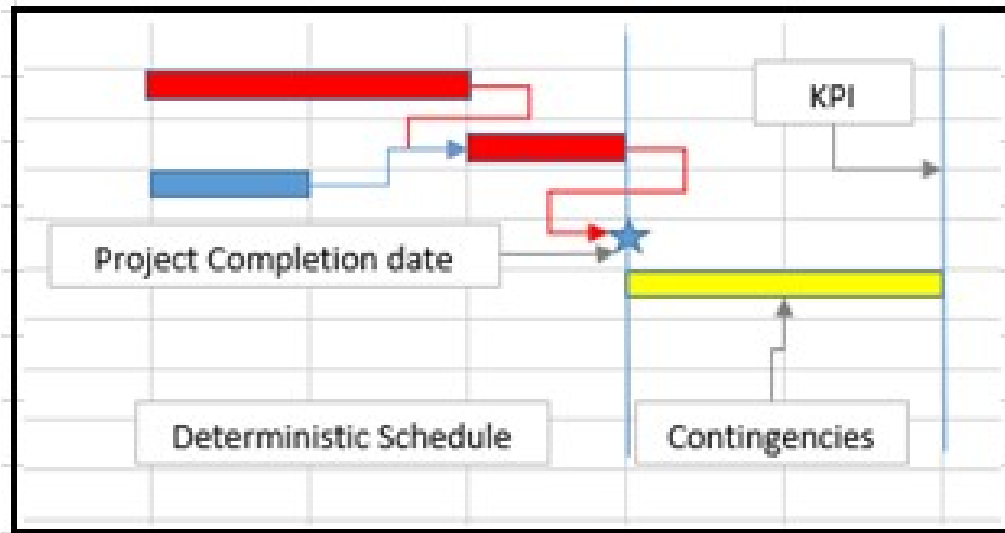 KPI
Project Completion date
Deterministic Schedule
Contingencies